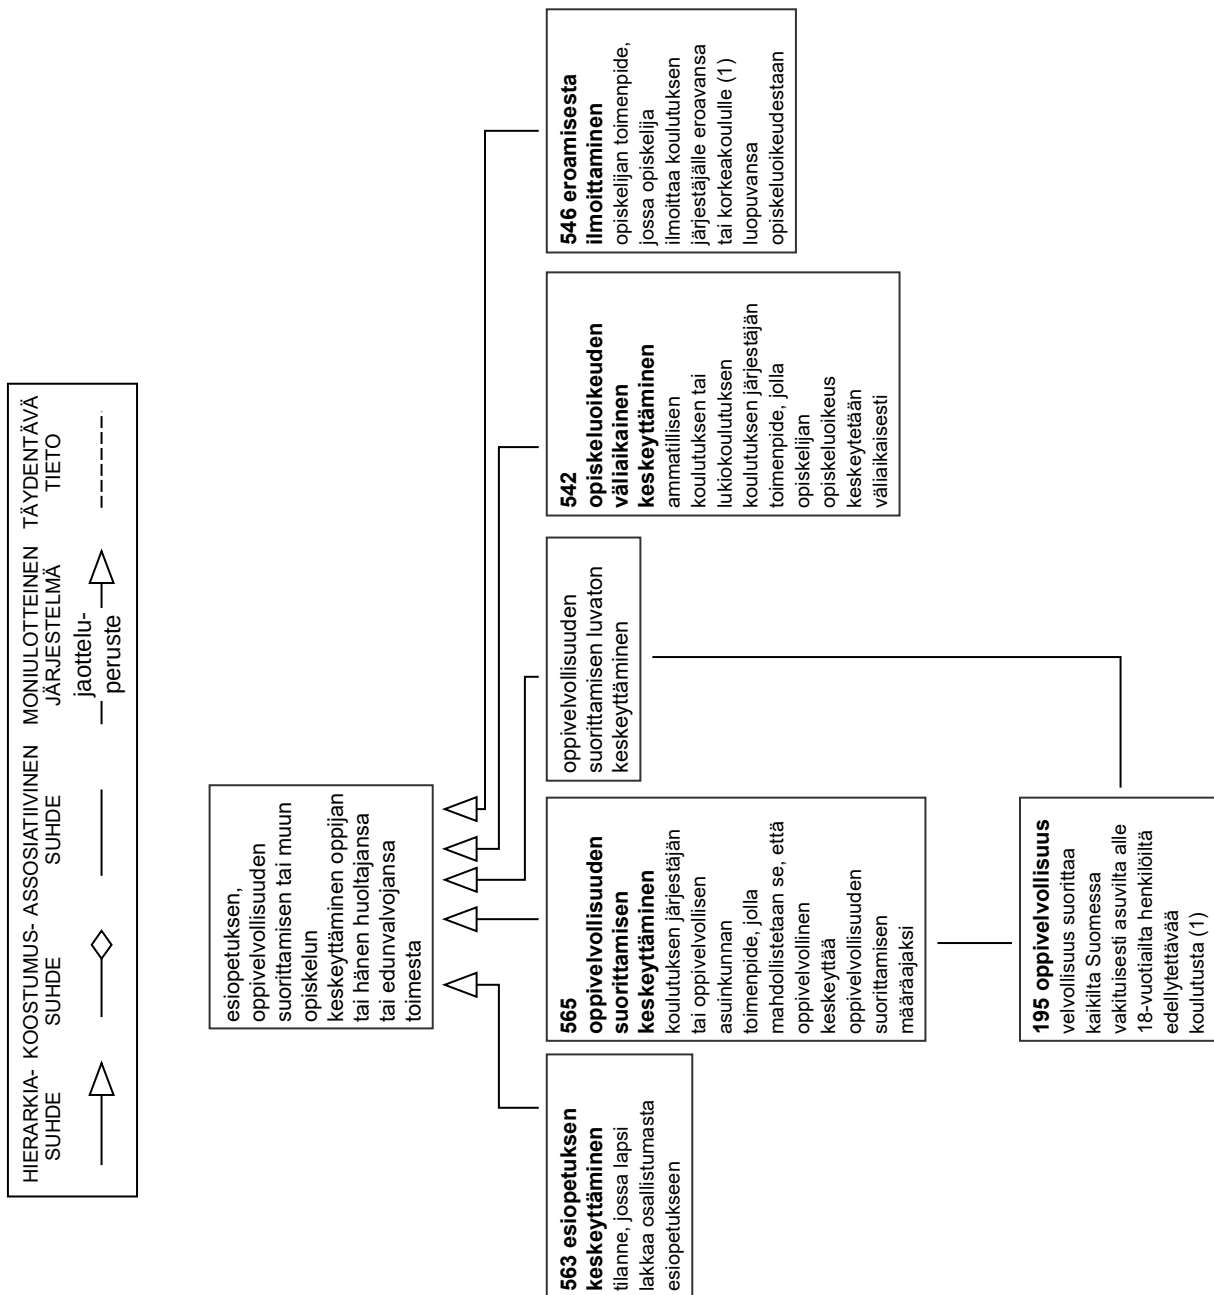 HIERARKIA-
SUHDE
KOOSTUMUS-
SUHDE
ASSOSIATIIVINEN
SUHDE
MONIULOTTEINEN
JÄRJESTELMÄ
jaottelu-
peruste
TÄYDENTÄVÄ
TIETO
esiopetuksen,
oppivelvollisuuden
suorittamisen tai muun
opiskelun
keskeyttäminen oppijan
tai hänen huoltajansa
tai edunvalvojansa
toimesta
563 esiopetuksen
keskeyttäminen
tilanne, jossa lapsi
lakkaa osallistumasta
esiopetukseen
565
oppivelvollisuuden
suorittamisen
keskeyttäminen
koulutuksen järjestäjän
tai oppivelvollisen
asuinkunnan
toimenpide, jolla
mahdollistetaan se, että
oppivelvollinen
keskeyttää
oppivelvollisuuden
suorittamisen
määräajaksi
oppivelvollisuuden
suorittamisen luvaton
keskeyttäminen
542
opiskeluoikeuden
väliaikainen
keskeyttäminen
ammatillisen
koulutuksen tai
lukiokoulutuksen
koulutuksen järjestäjän
toimenpide, jolla
opiskelijan
opiskeluoikeus
keskeytetään
väliaikaisesti
546 eroamisesta
ilmoittaminen
opiskelijan toimenpide,
jossa opiskelija
ilmoittaa koulutuksen
järjestäjälle eroavansa
tai korkeakoululle (1)
luopuvansa
opiskeluoikeudestaan
195 oppivelvollisuus
velvollisuus suorittaa
kaikilta Suomessa
vakituisesti asuvilta alle
18-vuotiailta henkilöiltä
edellytettävää
koulutusta (1)